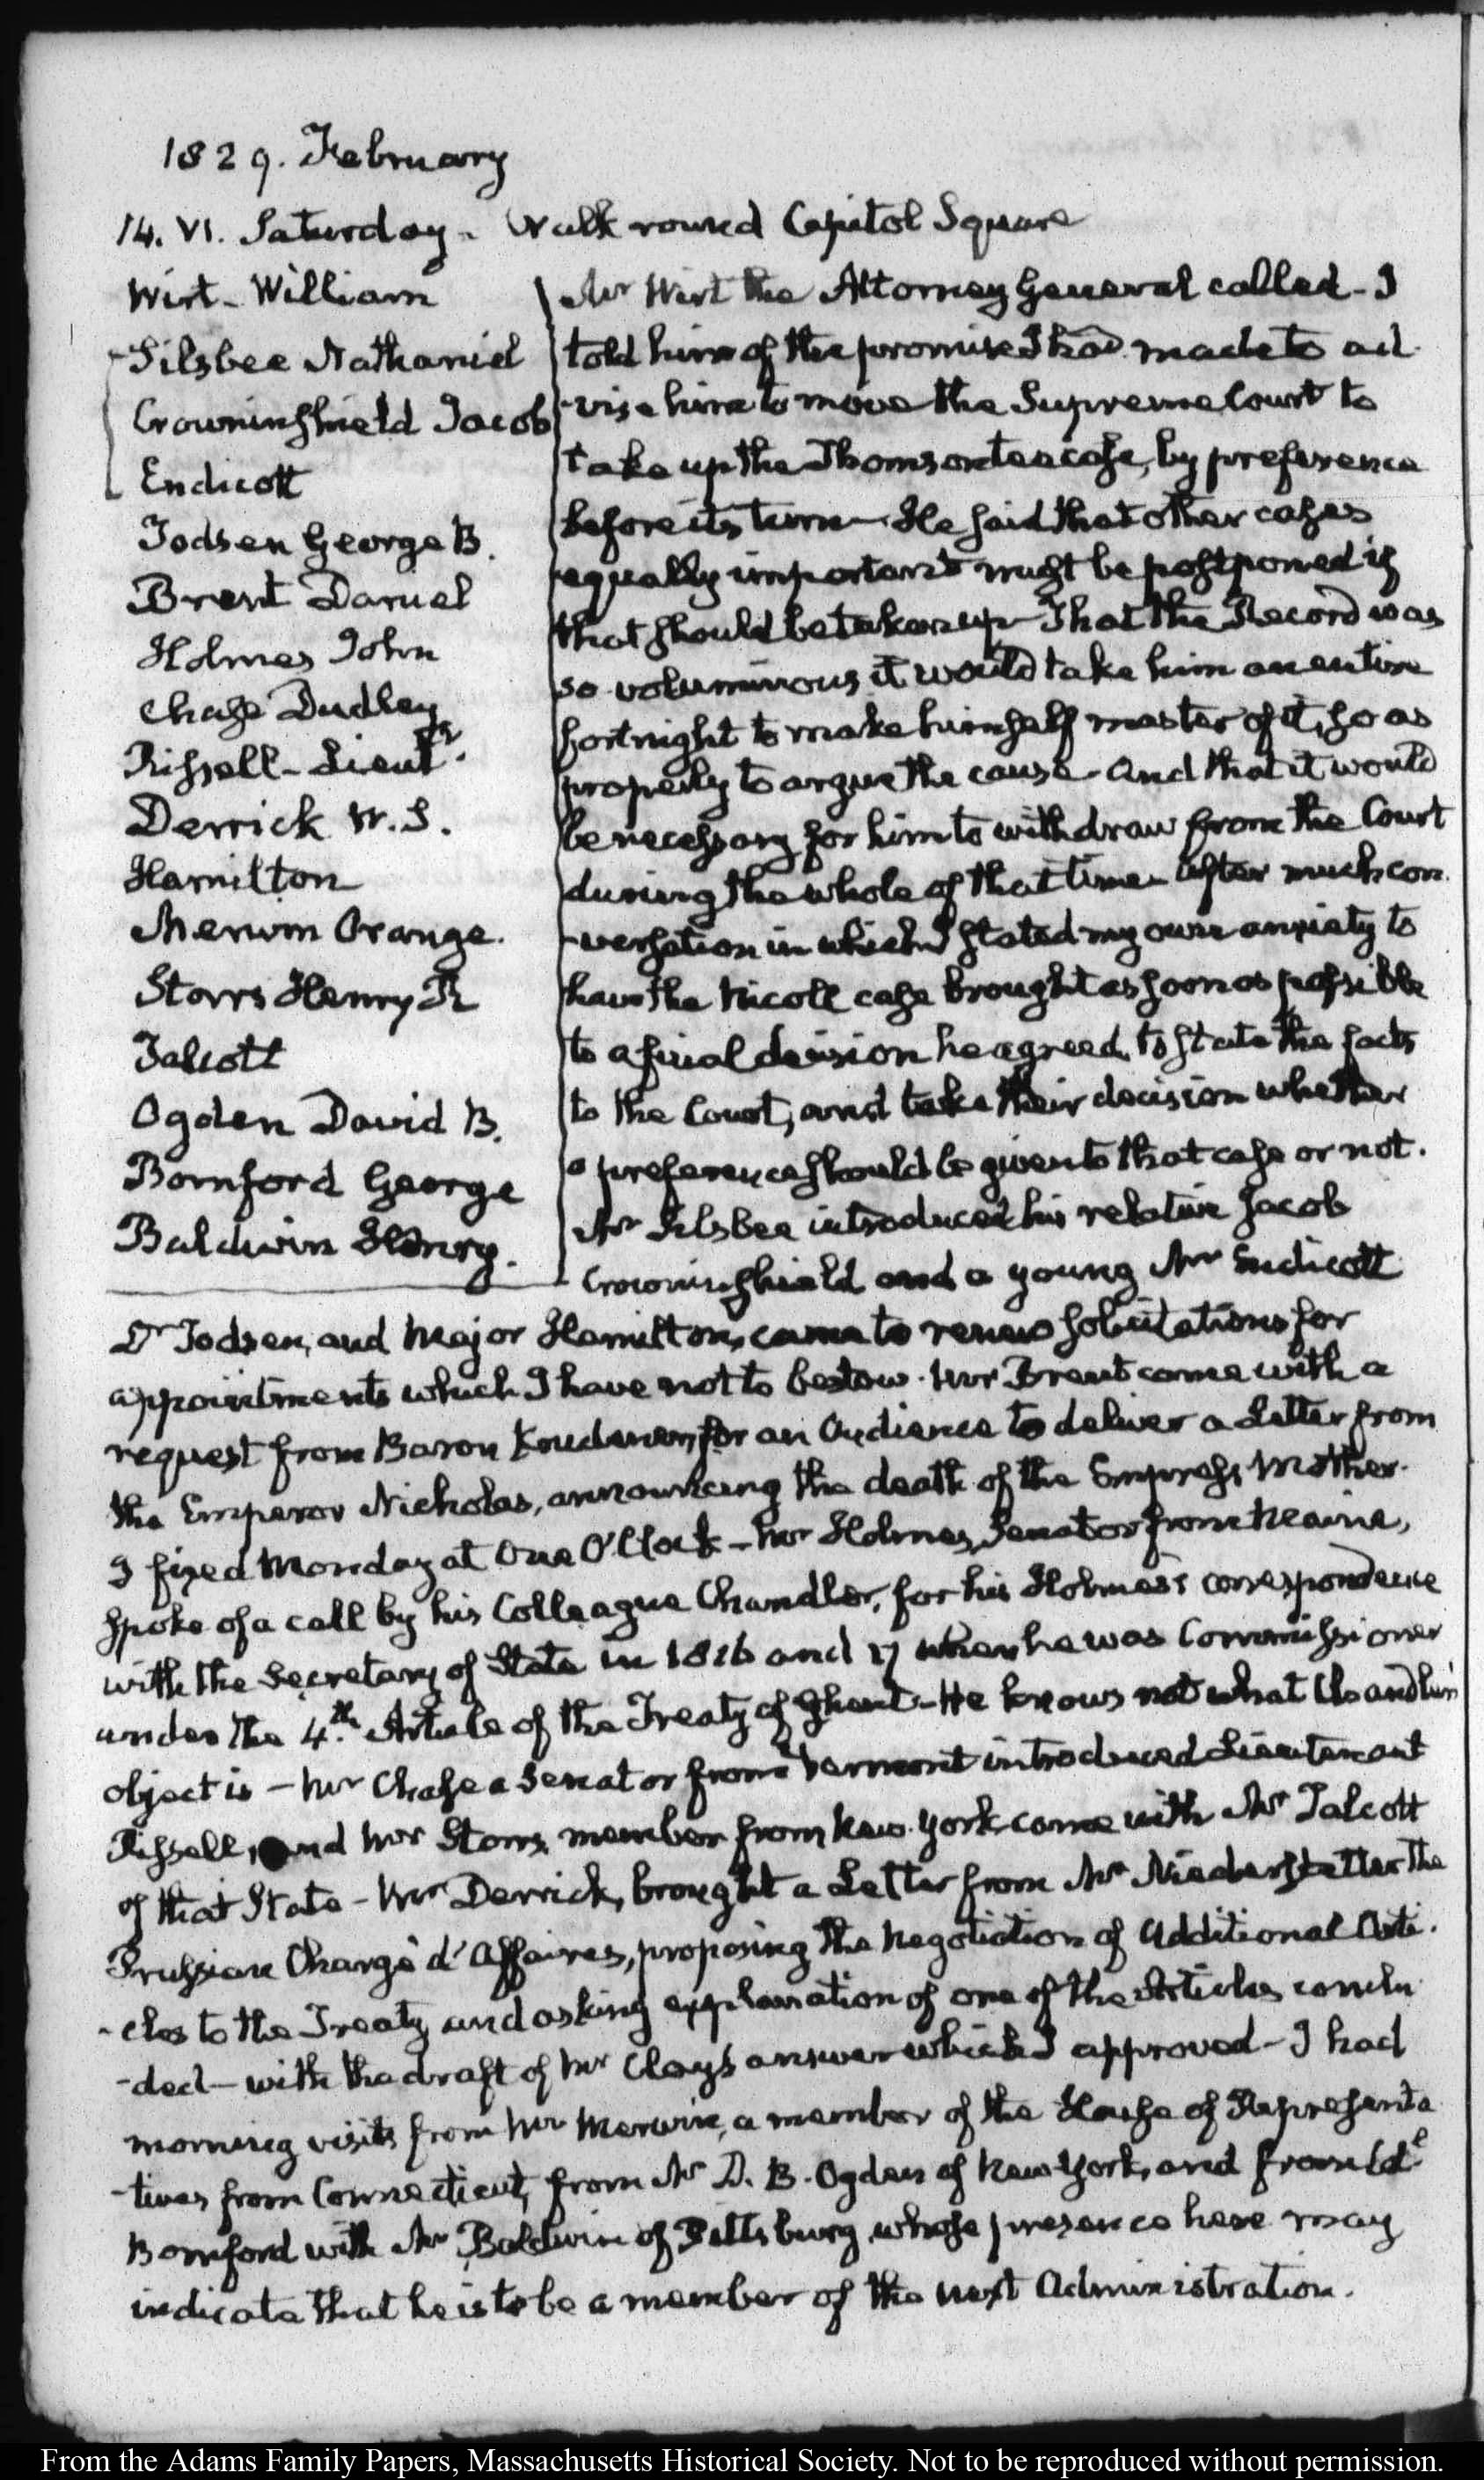 1829. February
14. VI. Saturday - Walk round Capitol Square
Wirt - William
Silsbee Nathaniel
Crowninshield Jacob
Endicott
Todsen George B.
Brent Daniel
Holmes John
Chase Dudley
Tissell - Lieutt.
Derrick W. S.
Hamilton
Merwin Orange.
Storrs Henry R
Talcott
Ogden David B.
Bomford George
Baldwin Henry.
Mr Wirt the Attorney General called - I
told him of the promise I had made to ad
-vise him to move the Supreme Court to
take up the Thomson tea case, by preference
before its turn - He said that other cases
equally important must be postponed if
that should be taken up - That the Record was
so voluminous it would take him an entire
fortnight to make himself master of it, so as
properly to argue the cause - And that it would
be necessary for him to withdraw from the Court
during the whole of that time - After much con
-versation in which I stated my own anxiety to
have the Nicoll case brought as soon as possible
to a final decision he agreed, to state the facts
to the Court, and take their decision whether
a preference should be given to that case or not.
Mr Silsbee introduced his relative Jacob
Crowninshield and a young Mr Endicott
Dr Todsen, and Major Hamilton, came to renew solicitations for
appointments which I have not to bestow. Mr Brent came with a
request from Baron Krudener, for an Audience to deliver a Letter from
the Emperor Nicholas, announcing the death of the Empress Mother.
I fixed Monday at One O'Clock - Mr Holmes, Senator from Maine,
spoke of a call by his Colleague Chandler, for his Holmes's correspondence
with the Secretary of State in 1816 and 17 when he was Commissioner
under the 4.th Article of the Treaty of Ghent - He knows not what Chandler's
object is - Mr Chase a Senator from Vermont introduced Lieutenant
Tissell, and Mr Storrs, member from New-York, came with Mr Talcott
of that State - Mr Derrick, brought a Letter from Mr Niederstetter the
Prussian Chargé d'Affaires, proposing the Negotiation of Additional Arti-
-cles to the Treaty and asking explanation of one of the Articles conclu
-ded - with the draft of Mr Clay's answer which I approved - I had
morning visits from Mr Merwin, a member of the House of Representa
-tives from Connecticut, from Mr D. B. Ogden of New York, and from Cole
Bomford with Mr Baldwin of Pittsburg whose presence here may
indicate that he is to be a member of the next Administration.
From the Adams Family Papers, Massachusetts Historical Society. Not to be reproduced without permission.